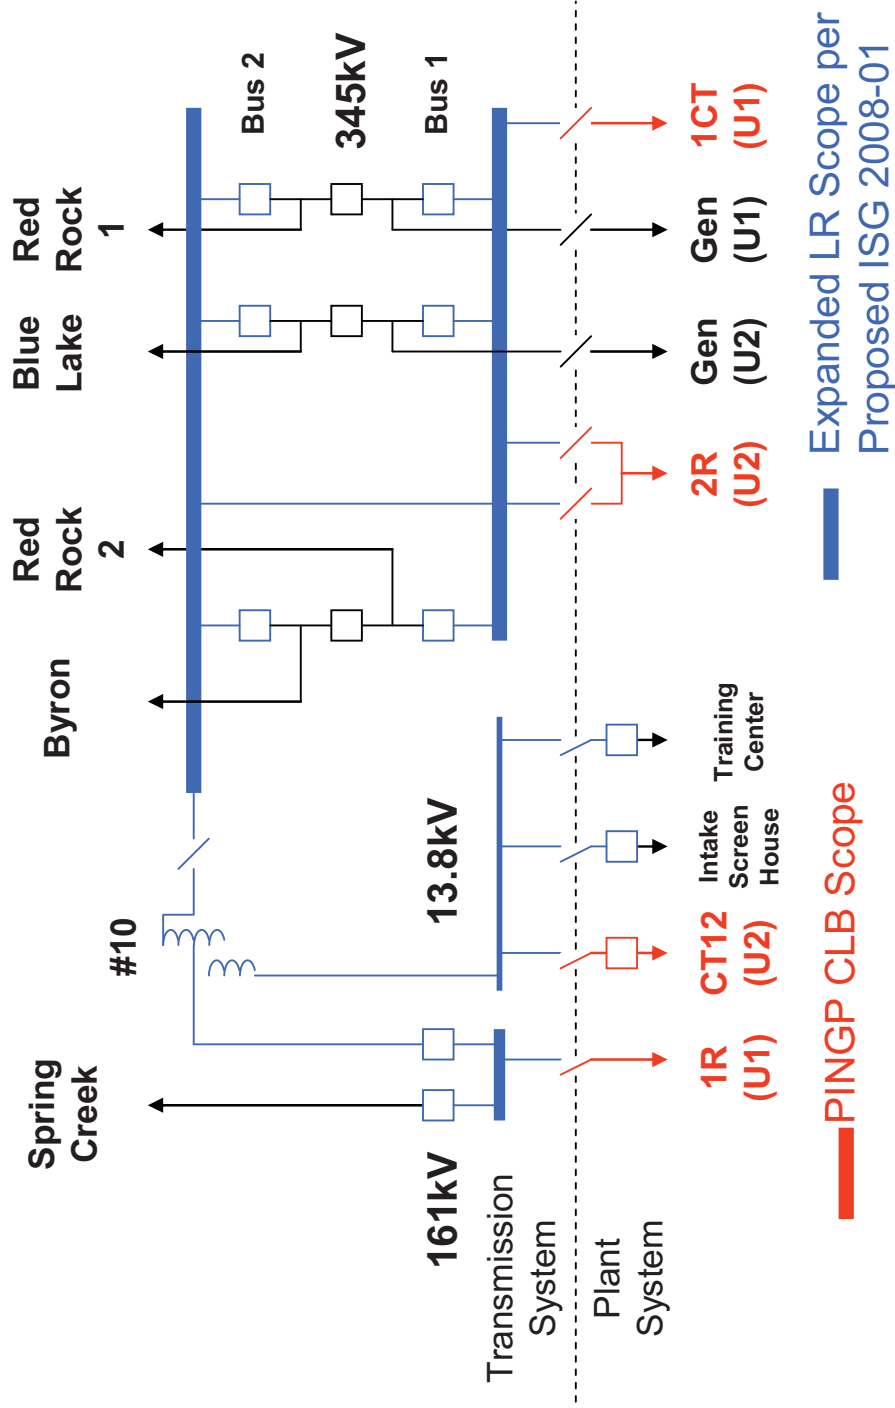 Spring
Creek
#10
Byron
Red
Rock
2
Blue
Lake
Red
Rock
1
Bus 2
345kV
Bus 1
161kV
13.8kV
Transmission
System
Plant
System
1R
(U1)
CT12
(U2)
Intake
Screen
House
Training
Center
2R
(U2)
Gen
(U2)
Gen
(U1)
1CT
(U1)
PINGP CLB Scope
Expanded LR Scope per
Proposed ISG 2008-01